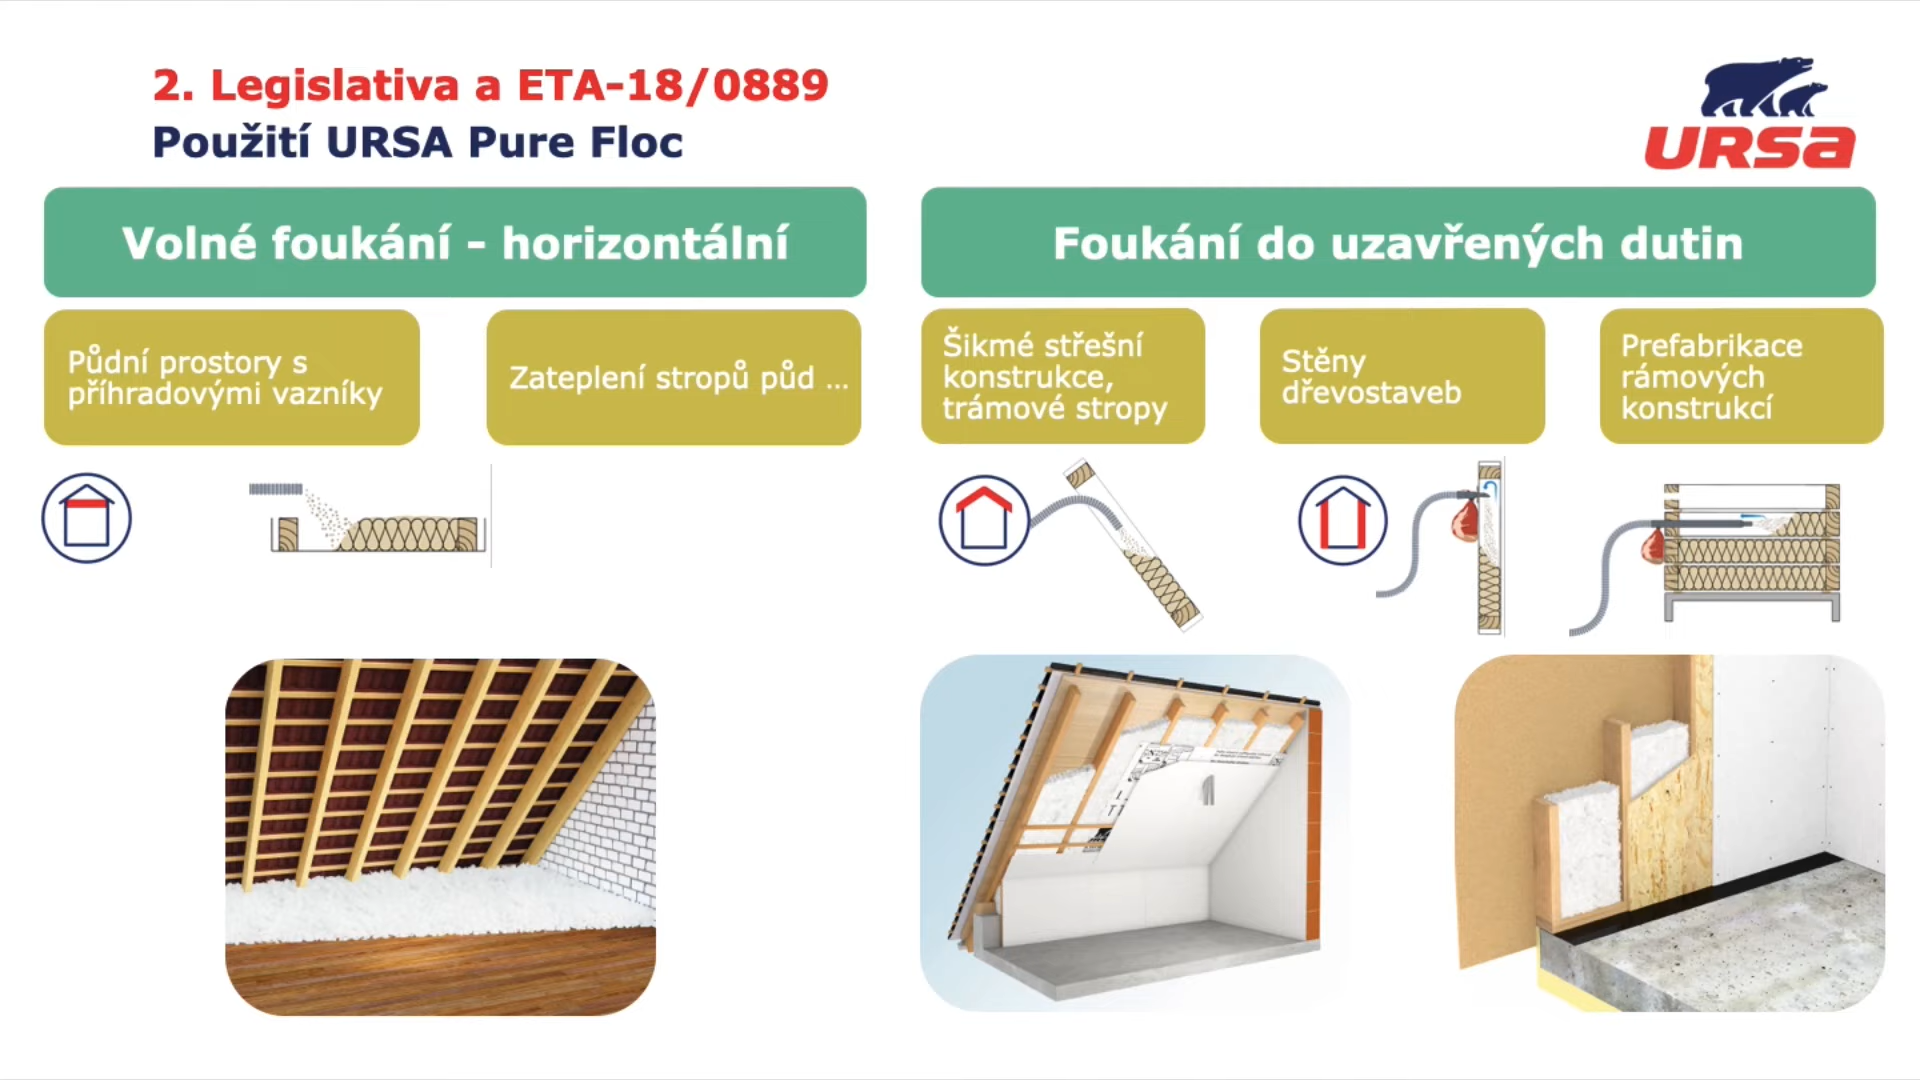 2. Legislativa a ETA-18/0889
Použití URSA Pure Floc
URSA
Volné foukání - horizontální
Foukání do uzavřených dutin
Půdní prostory s
příhradovými vazníky
Zateplení stropů půd ...
Šikmé střešní
konstrukce,
trámové stropy
Stěny
dřevostaveb
Prefabrikace
rámových
konstrukcí